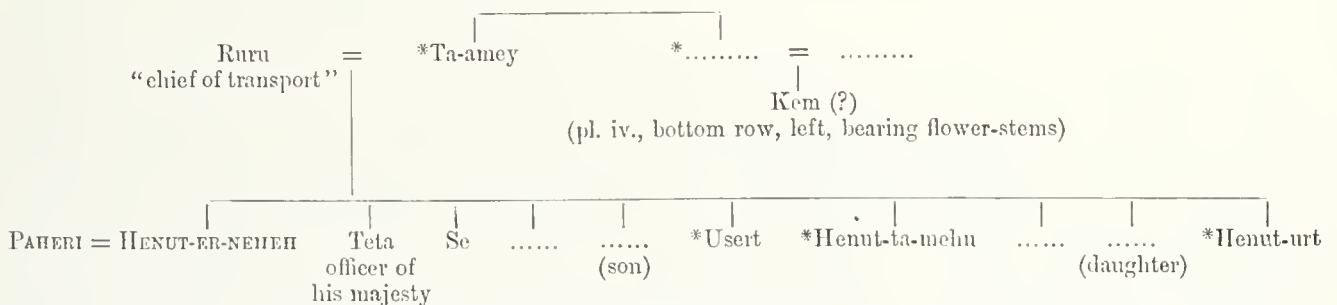 Ruru = *Ta-amey *......... = .........
"chief of transport"
Kem (?)
(pl. iv., bottom row, left, bearing flower-stems)
PAHERI = HENUT-ER-NEHEH Teta Se ...... ...... *Usert *Henut-ta-mehu ...... ...... *Henut-urt
officer of (son) (daughter)
his majesty